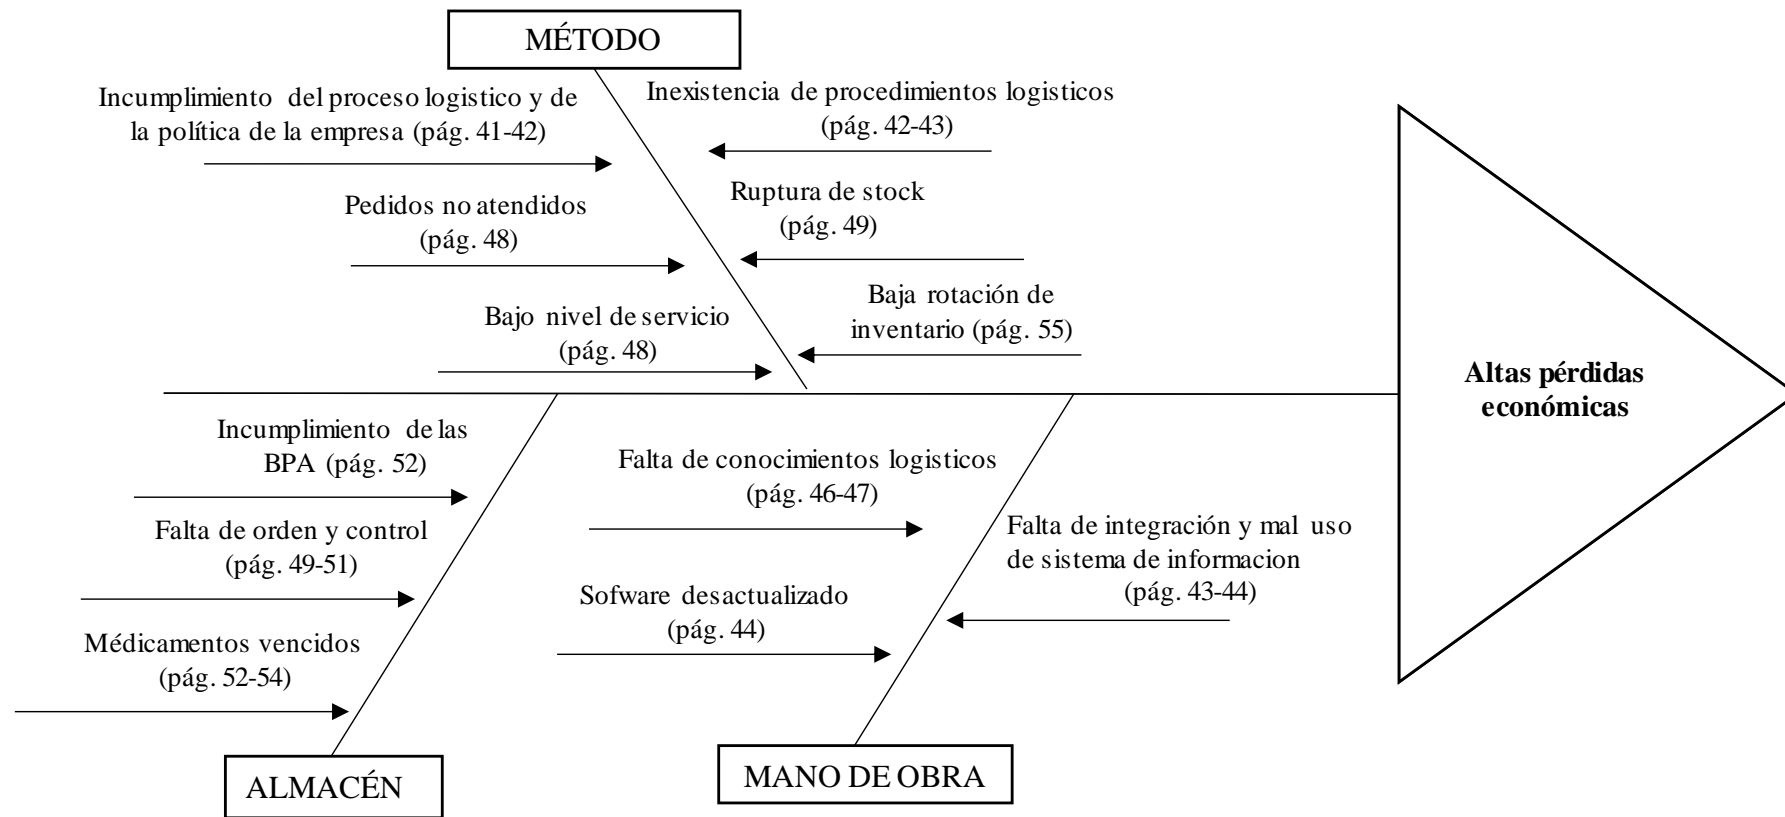 MÉTODO
Incumplimiento del proceso logistico y de
la política de la empresa (pág. 41-42)
Inexistencia de procedimientos logisticos
(pág. 42-43)
Pedidos no atendidos
(pág. 48)
Ruptura de stock
(pág. 49)
Bajo nivel de servicio
(pág. 48)
Baja rotación de
inventario (pág. 55)
Altas pérdidas
económicas
Incumplimiento de las
BPA (pág. 52)
Falta de orden y control
(pág. 49-51)
Médicamentos vencidos
(pág. 52-54)
ALMACÉN
Falta de conocimientos logisticos
(pág. 46-47)
Sofware desactualizado
(pág. 44)
Falta de integración y mal uso
de sistema de informacion
(pág. 43-44)
MANO DE OBRA